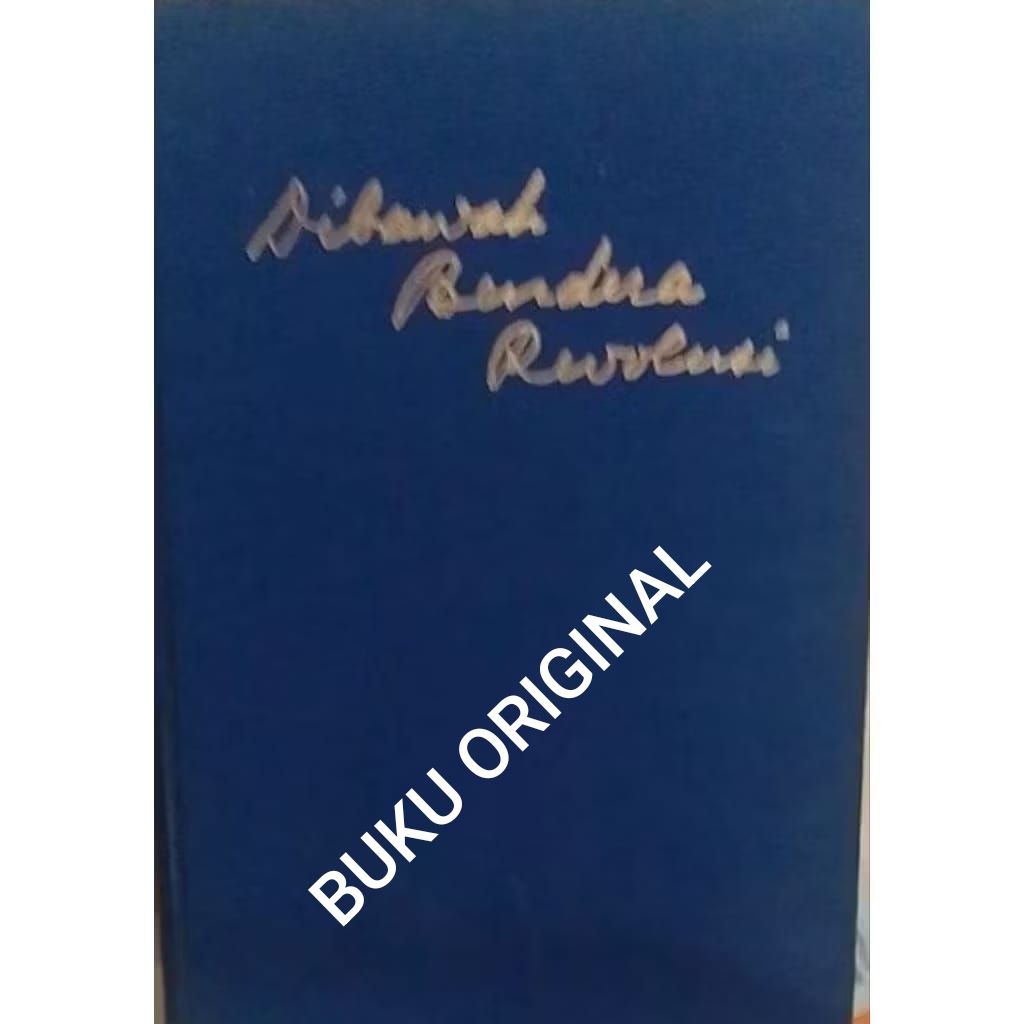 Dibawah
Bendera
Revolusi
BUKU ORIGINAL